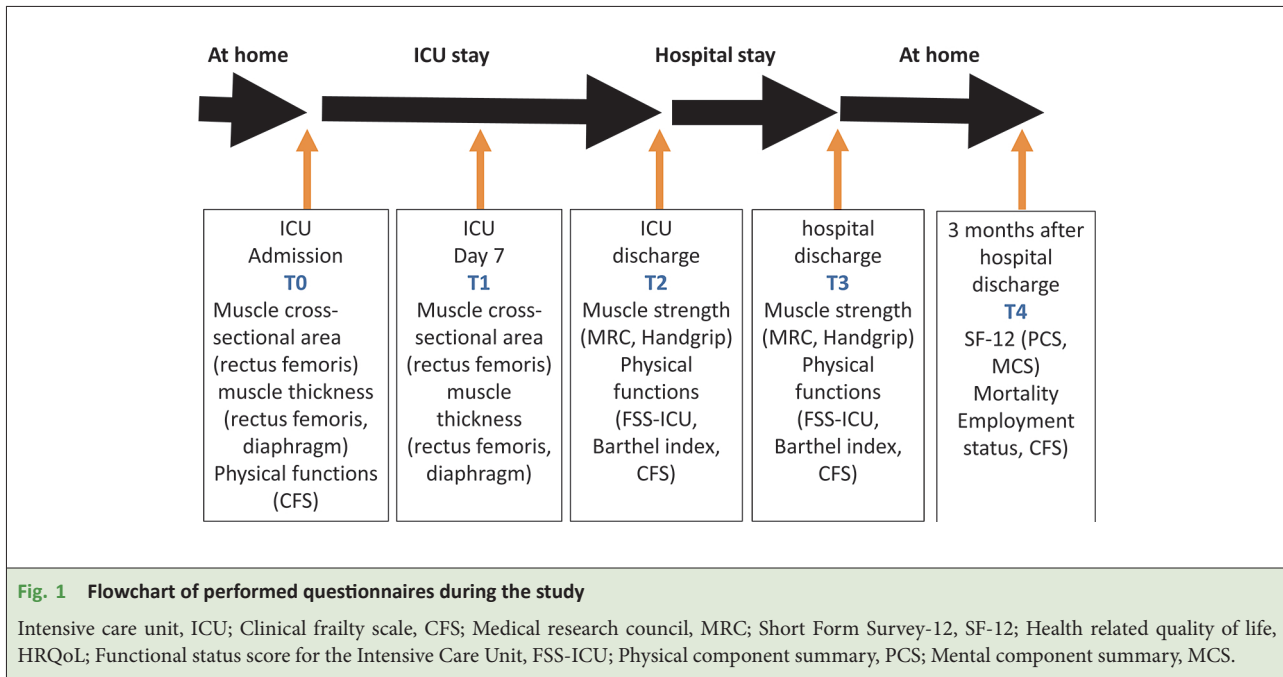 At home
ICU stay
Hospital stay
At home
ICU
Admission
T0
Muscle cross-
sectional area
(rectus femoris)
muscle thickness
(rectus femoris,
diaphragm)
Physical functions
(CFS)
ICU
Day 7
T1
Muscle cross-
sectional area
(rectus femoris)
muscle
thickness
(rectus femoris,
diaphragm)
ICU
discharge
T2
Muscle strength
(MRC, Handgrip)
Physical
functions
(FSS-ICU,
Barthel index,
CFS)
hospital
discharge
T3
Muscle strength
(MRC, Handgrip)
Physical
functions
(FSS-ICU,
Barthel index,
CFS)
3 months after
hospital
discharge
T4
SF-12 (PCS,
MCS)
Mortality
Employment
status, CFS)
Fig. 1 Flowchart of performed questionnaires during the study
Intensive care unit, ICU; Clinical frailty scale, CFS; Medical research council, MRC; Short Form Survey-12, SF-12; Health related quality of life,
HRQoL; Functional status score for the Intensive Care Unit, FSS-ICU; Physical component summary, PCS; Mental component summary, MCS.